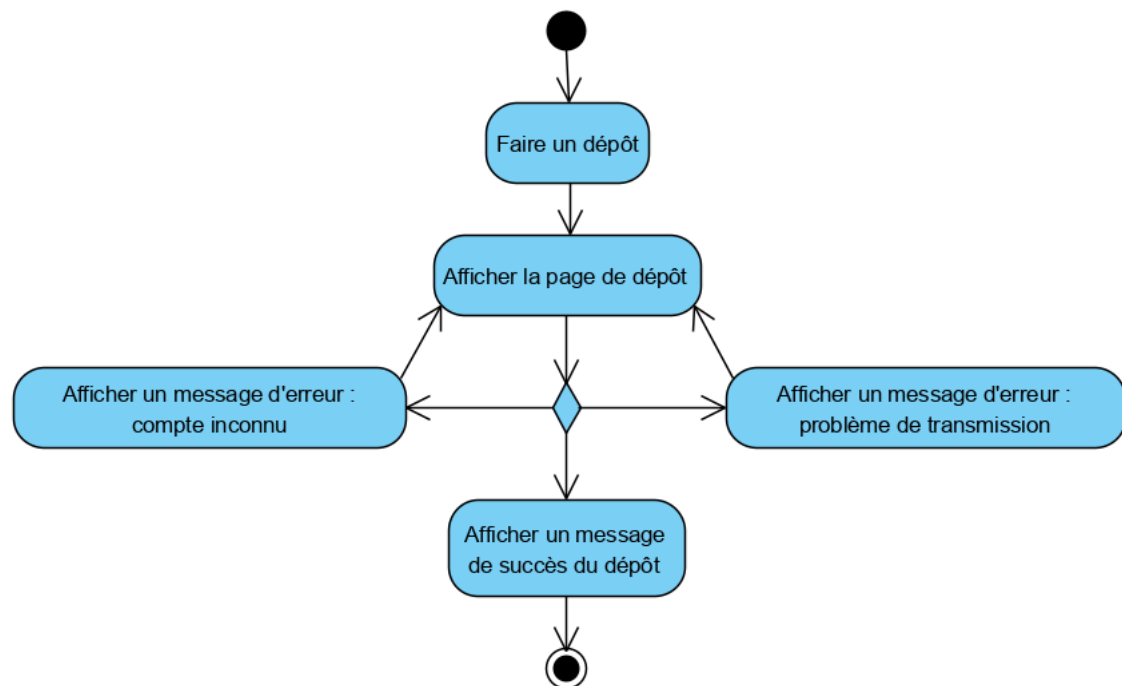 Faire un dépôt
Afficher la page de dépôt
Afficher un message d'erreur :
compte inconnu
Afficher un message d'erreur :
problème de transmission
Afficher un message
de succès du dépôt